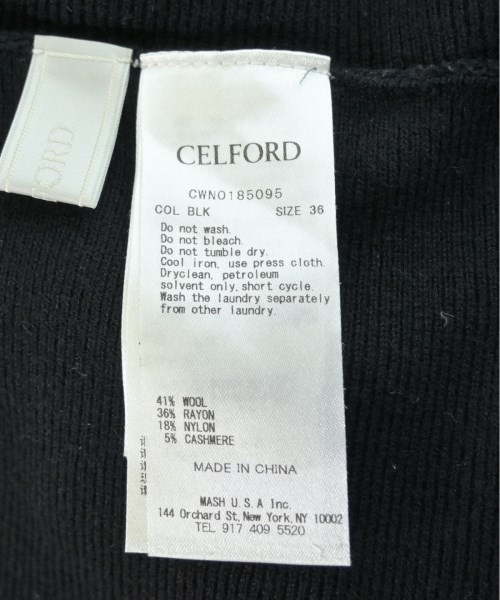 ORD
CELFORD
CWNO185095
COL BLK SIZE 36
Do not wash.
Do not bleach.
Do not tumble dry.
Cool iron, use press cloth.
Dryclean, petroleum
solvent only, short cycle.
Wash the laundry separately
from other laundry.
41% WOOL
36% RAYON
18% NYLON
5% CASHMERE
MADE IN CHINA
MASH U.S.A Inc.
144 Orchard St, New York, NY 10002
TEL 917 409 5520